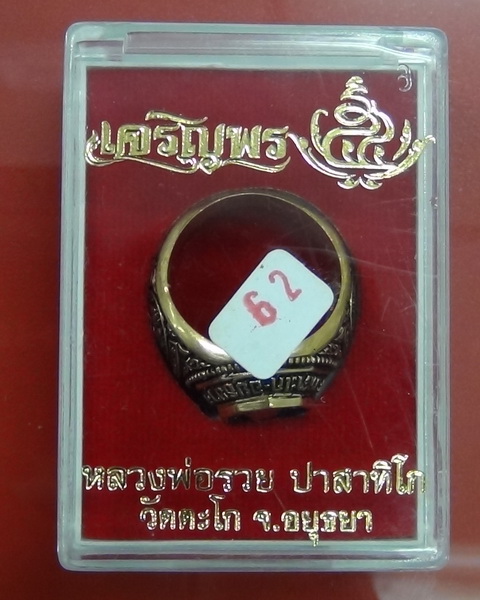 เจริญพร
62
หลวงพ่อรวย ปาสาทิโก
วัดตะโก จ.อยุธยา